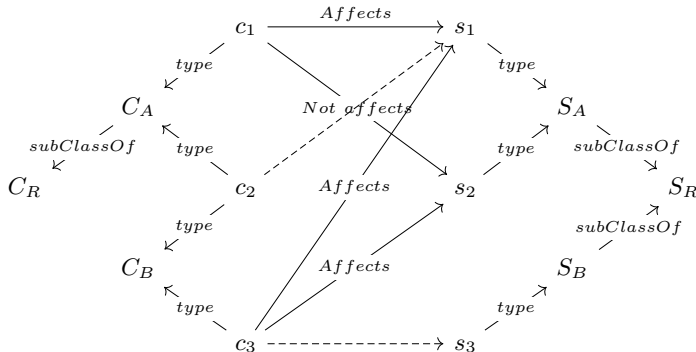 Affects
c₁ s₁
type type
C_A Not affects S_A
subClassOf type type subClassOf
C_R c₂ Affects s₂ S_R
type subClassOf
C_B Affects S_B
type type
c₃ s₃